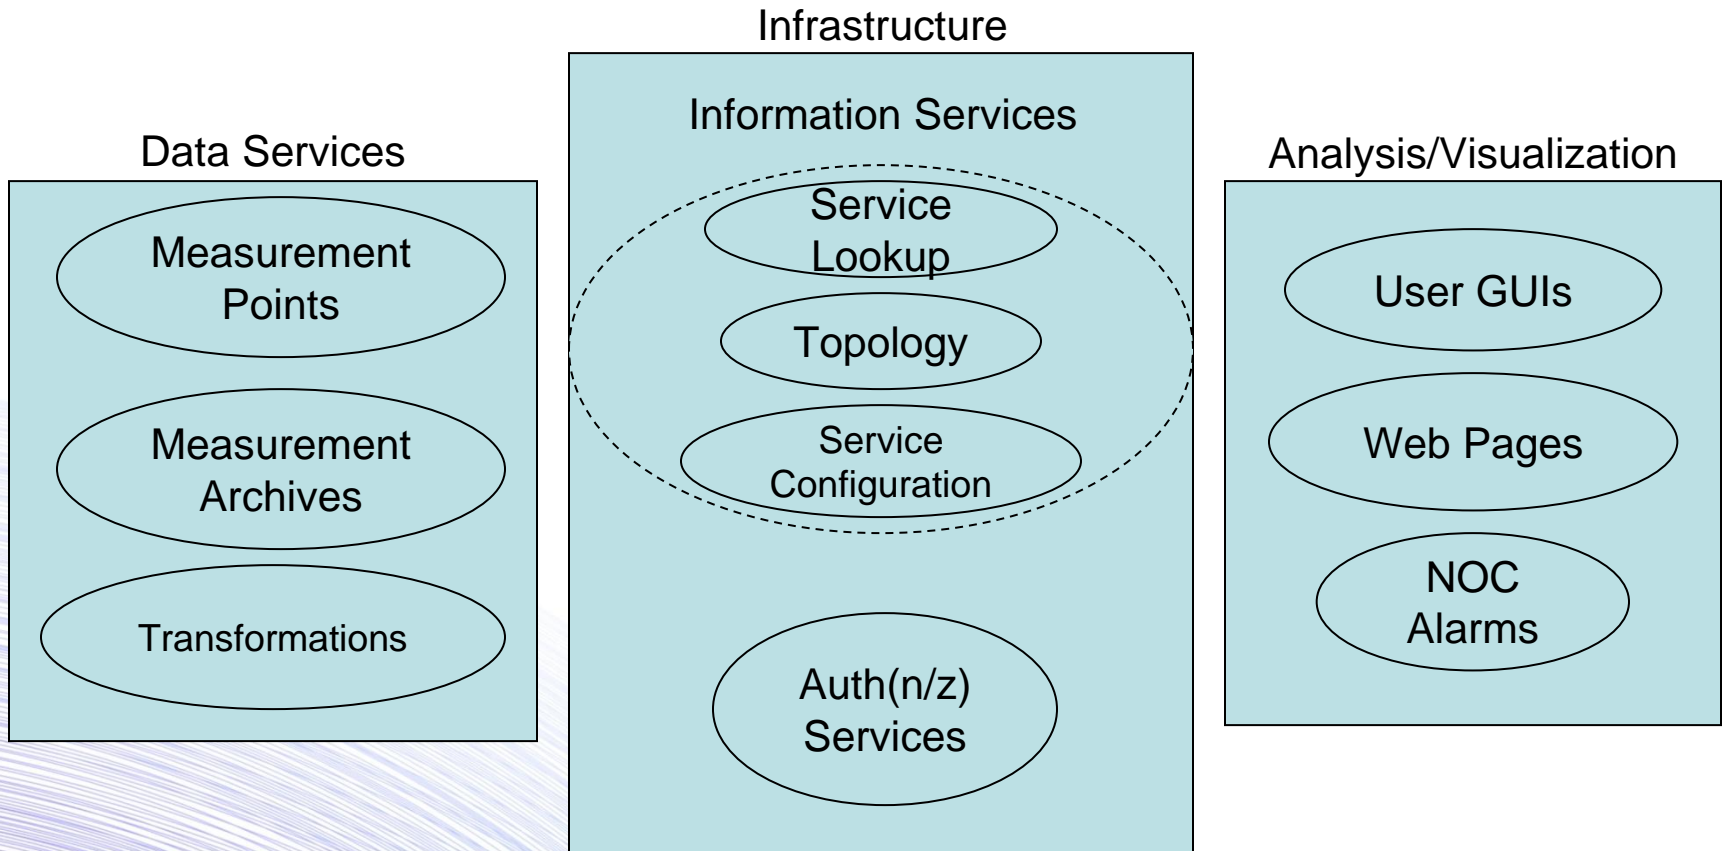 Infrastructure
Data Services
Measurement
Points
Measurement
Archives
Transformations
Information Services
Service
Lookup
Topology
Service
Configuration
Auth(n/z)
Services
Analysis/Visualization
User GUIs
Web Pages
NOC
Alarms